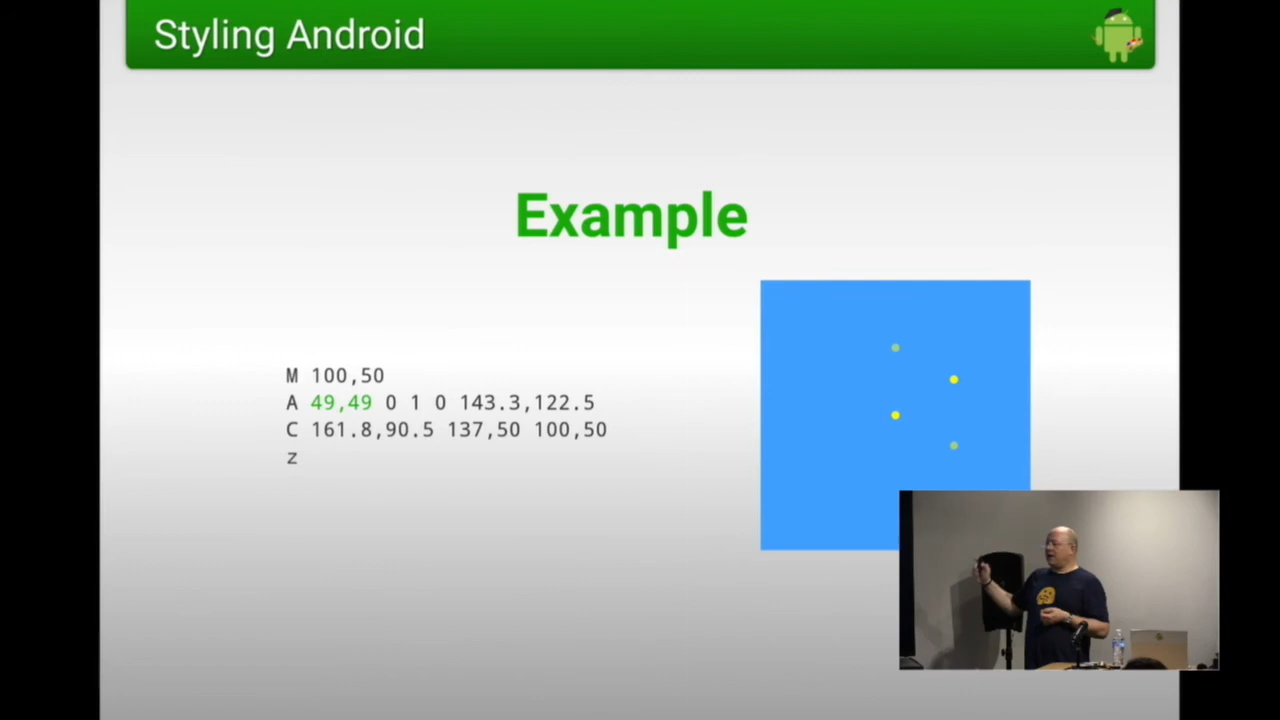 Styling Android
Example
M 100,50
A 49,49 0 1 0 143.3,122.5
C 161.8,90.5 137,50 100,50
z